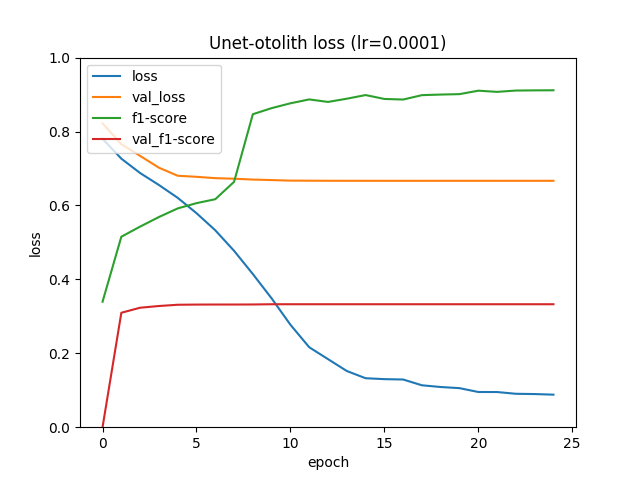 Unet-otolith loss (lr=0.0001)
loss
val_loss
f1-score
val_f1-score
1.0
0.8
0.6
0.4
0.2
0.0
loss
0 5 10 15 20 25
epoch